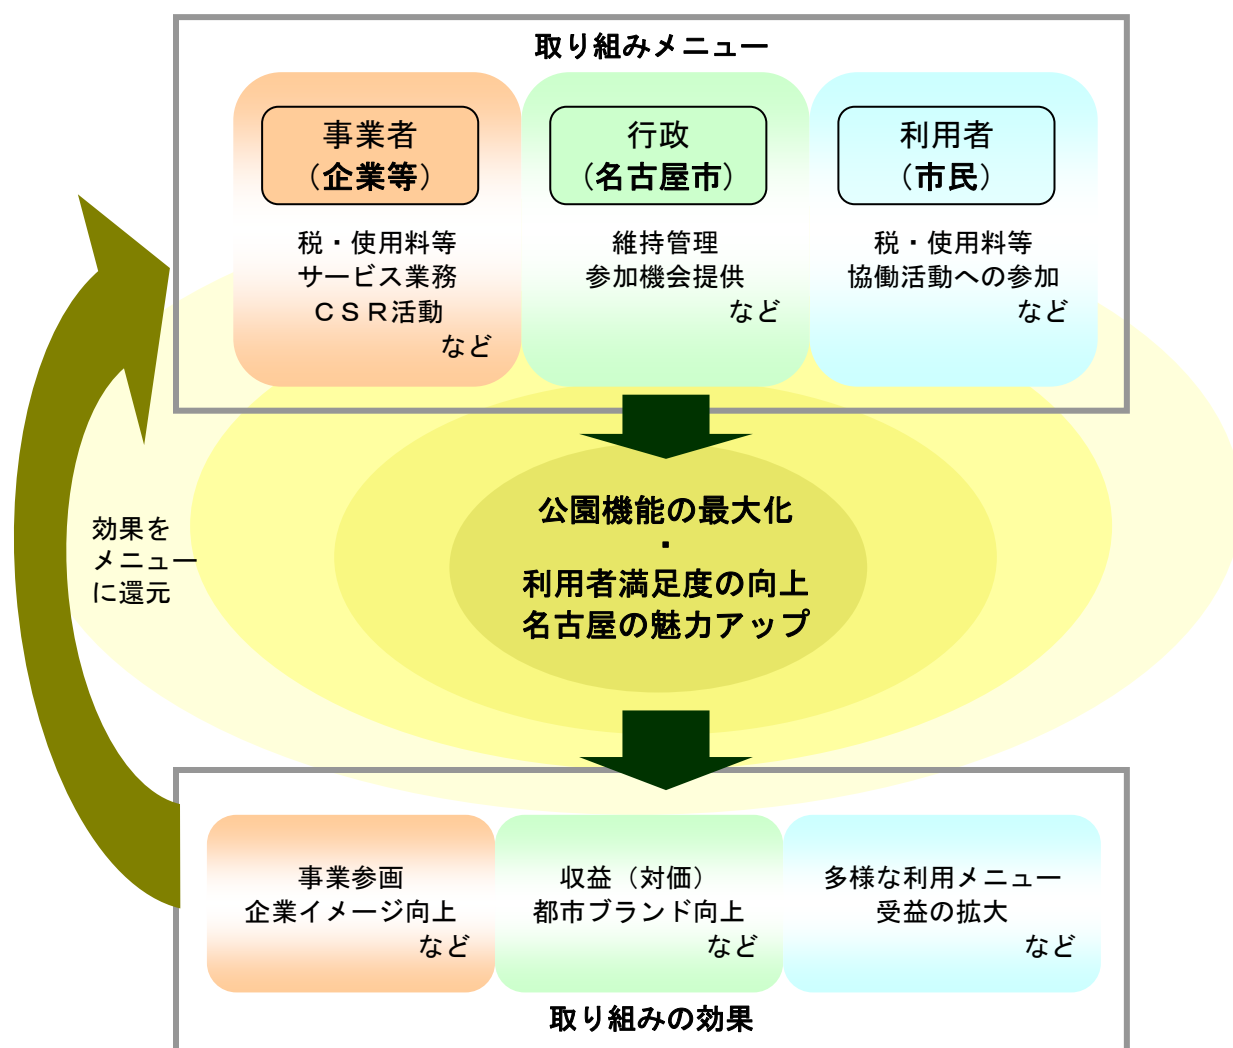 取り組みメニュー
事業者
（企業等）
税・使用料等
サービス業務
ＣＳＲ活動
など
行政
（名古屋市）
維持管理
参加機会提供
など
利用者
（市民）
税・使用料等
協働活動への参加
など
公園機能の最大化
・
利用者満足度の向上
名古屋の魅力アップ
効果を
メニュー
に還元
事業参画
企業イメージ向上
など
収益（対価）
都市ブランド向上
など
多様な利用メニュー
受益の拡大
など
取り組みの効果